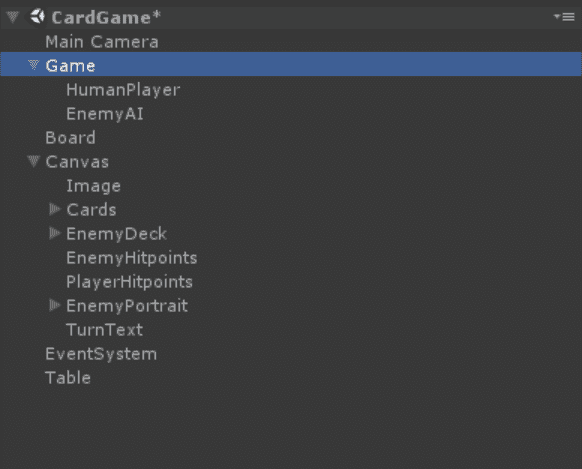 CardGame*
Main Camera
Game
HumanPlayer
EnemyAI
Board
Canvas
Image
Cards
EnemyDeck
EnemyHitpoints
PlayerHitpoints
EnemyPortrait
TurnText
EventSystem
Table